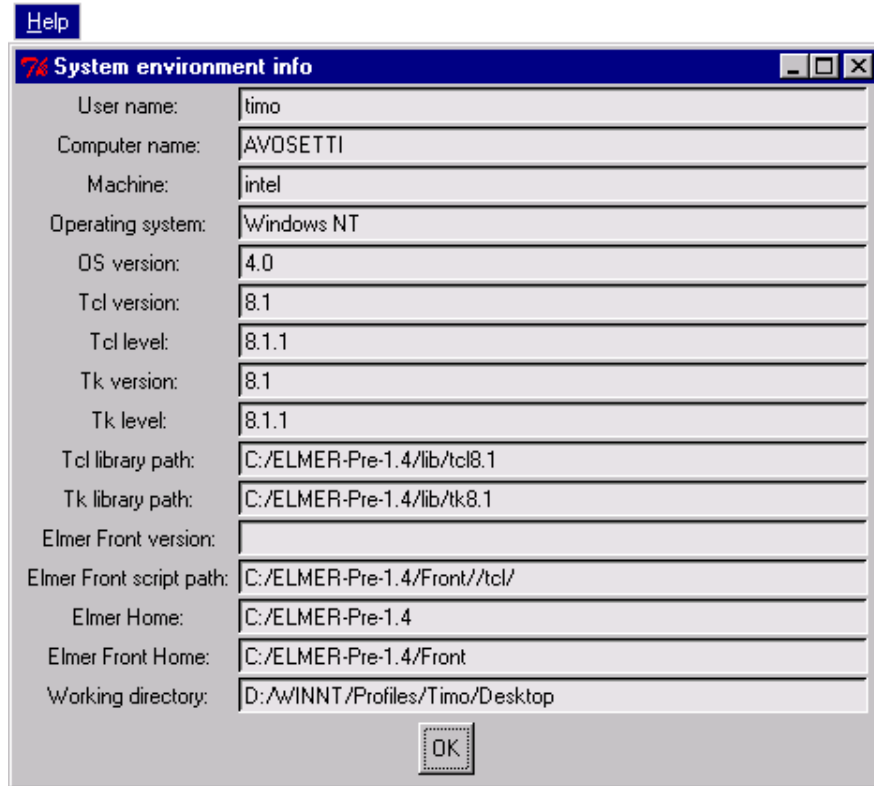 Help
System environment info
User name: timo
Computer name: AVOSETTI
Machine: intel
Operating system: Windows NT
OS version: 4.0
Tcl version: 8.1
Tcl level: 8.1.1
Tk version: 8.1
Tk level: 8.1.1
Tcl library path: C:/ELMER-Pre-1.4/lib/tcl8.1
Tk library path: C:/ELMER-Pre-1.4/lib/tk8.1
Elmer Front version:
Elmer Front script path: C:/ELMER-Pre-1.4/Front//tcl/
Elmer Home: C:/ELMER-Pre-1.4
Elmer Front Home: C:/ELMER-Pre-1.4/Front
Working directory: D:/WINNT/Profiles/Timo/Desktop
OK